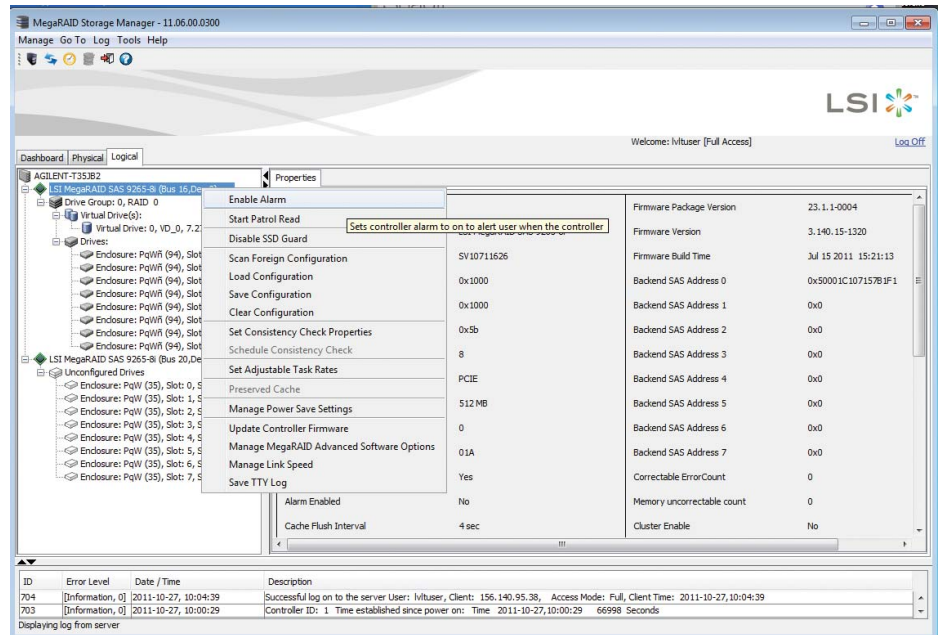 MegaRAID Storage Manager - 11.06.00.0300
Manage Go To Log Tools Help
LSI
Welcome: lvltuser [Full Access]
Log Off
Dashboard Physical Logical
AGILENT-T35JB2
LSI MegaRAID SAS 9265-8i (Bus 16,De
Drive Group: 0, RAID 0
Virtual Drive(s):
Virtual Drive: 0, VD_0, 7.2
Drives:
Enclosure: PqWñ (94), Slot
Enclosure: PqWñ (94), Slot
Enclosure: PqWñ (94), Slot
Enclosure: PqWñ (94), Slot
Enclosure: PqWñ (94), Slot
Enclosure: PqWñ (94), Slot
Enclosure: PqWñ (94), Slot
Enclosure: PqWñ (94), Slot
LSI MegaRAID SAS 9265-8i (Bus 20,De
Unconfigured Drives
Enclosure: PqW (35), Slot: 0, S
Enclosure: PqW (35), Slot: 1, S
Enclosure: PqW (35), Slot: 2, S
Enclosure: PqW (35), Slot: 3, S
Enclosure: PqW (35), Slot: 4, S
Enclosure: PqW (35), Slot: 5, S
Enclosure: PqW (35), Slot: 6, S
Enclosure: PqW (35), Slot: 7, S
Enable Alarm
Start Patrol Read
Disable SSD Guard
Scan Foreign Configuration
Load Configuration
Save Configuration
Clear Configuration
Set Consistency Check Properties
Schedule Consistency Check
Set Adjustable Task Rates
Preserved Cache
Manage Power Save Settings
Update Controller Firmware
Manage MegaRAID Advanced Software Options
Manage Link Speed
Save TTY Log
Sets controller alarm to on to alert user when the controller
Properties
Firmware Package Version 23.1.1-0004
Firmware Version 3.140.15-1320
SV10711626 Firmware Build Time Jul 15 2011 15:21:13
0x1000 Backend SAS Address 0 0x50001C107157B1F1
0x1000 Backend SAS Address 1 0x0
0x5b Backend SAS Address 2 0x0
8 Backend SAS Address 3 0x0
PCIE Backend SAS Address 4 0x0
512 MB Backend SAS Address 5 0x0
0 Backend SAS Address 6 0x0
01A Backend SAS Address 7 0x0
Yes Correctable ErrorCount 0
Alarm Enabled No Memory uncorrectable count 0
Cache Flush Interval 4 sec Cluster Enable No
ID Error Level Date / Time Description
704 [Information, 0] 2011-10-27, 10:04:39 Successful log on to the server User: lvltuser, Client: 156.140.95.38, Access Mode: Full, Client Time: 2011-10-27,10:04:39
703 [Information, 0] 2011-10-27, 10:00:29 Controller ID: 1 Time established since power on: Time 2011-10-27,10:00:29 66998 Seconds
Displaying log from server